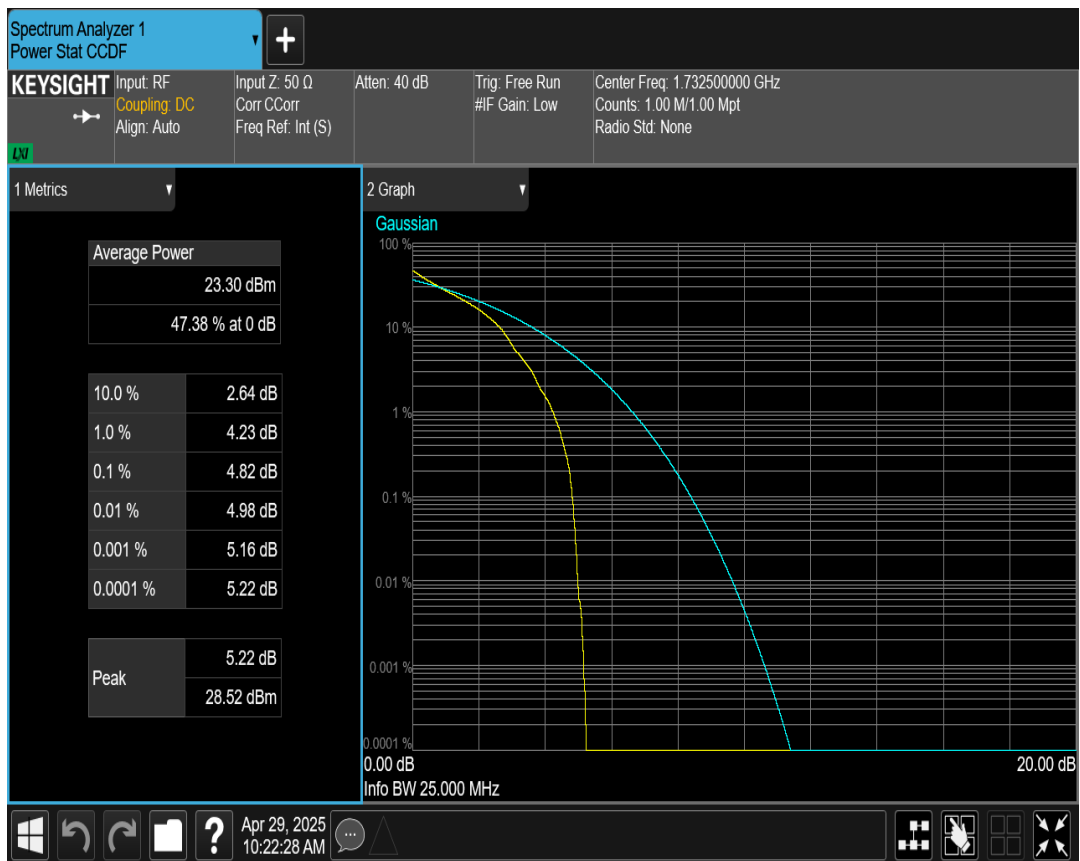 Spectrum Analyzer 1
Power Stat CCDF
+
KEYSIGHT
LXI
Input: RF
Coupling: DC
Align: Auto
Input Z: 50 Ω
Corr CCorr
Freq Ref: Int (S)
Atten: 40 dB
Trig: Free Run
#IF Gain: Low
Center Freq: 1.732500000 GHz
Counts: 1.00 M/1.00 Mpt
Radio Std: None
1 Metrics
Average Power
23.30 dBm
47.38 % at 0 dB
10.0 % 2.64 dB
1.0 % 4.23 dB
0.1 % 4.82 dB
0.01 % 4.98 dB
0.001 % 5.16 dB
0.0001 % 5.22 dB
Peak
5.22 dB
28.52 dBm
2 Graph
Gaussian
100 %
10 %
1 %
0.1 %
0.01 %
0.001 %
0.0001 %
0.00 dB 20.00 dB
Info BW 25.000 MHz
?
Apr 29, 2025
10:22:28 AM